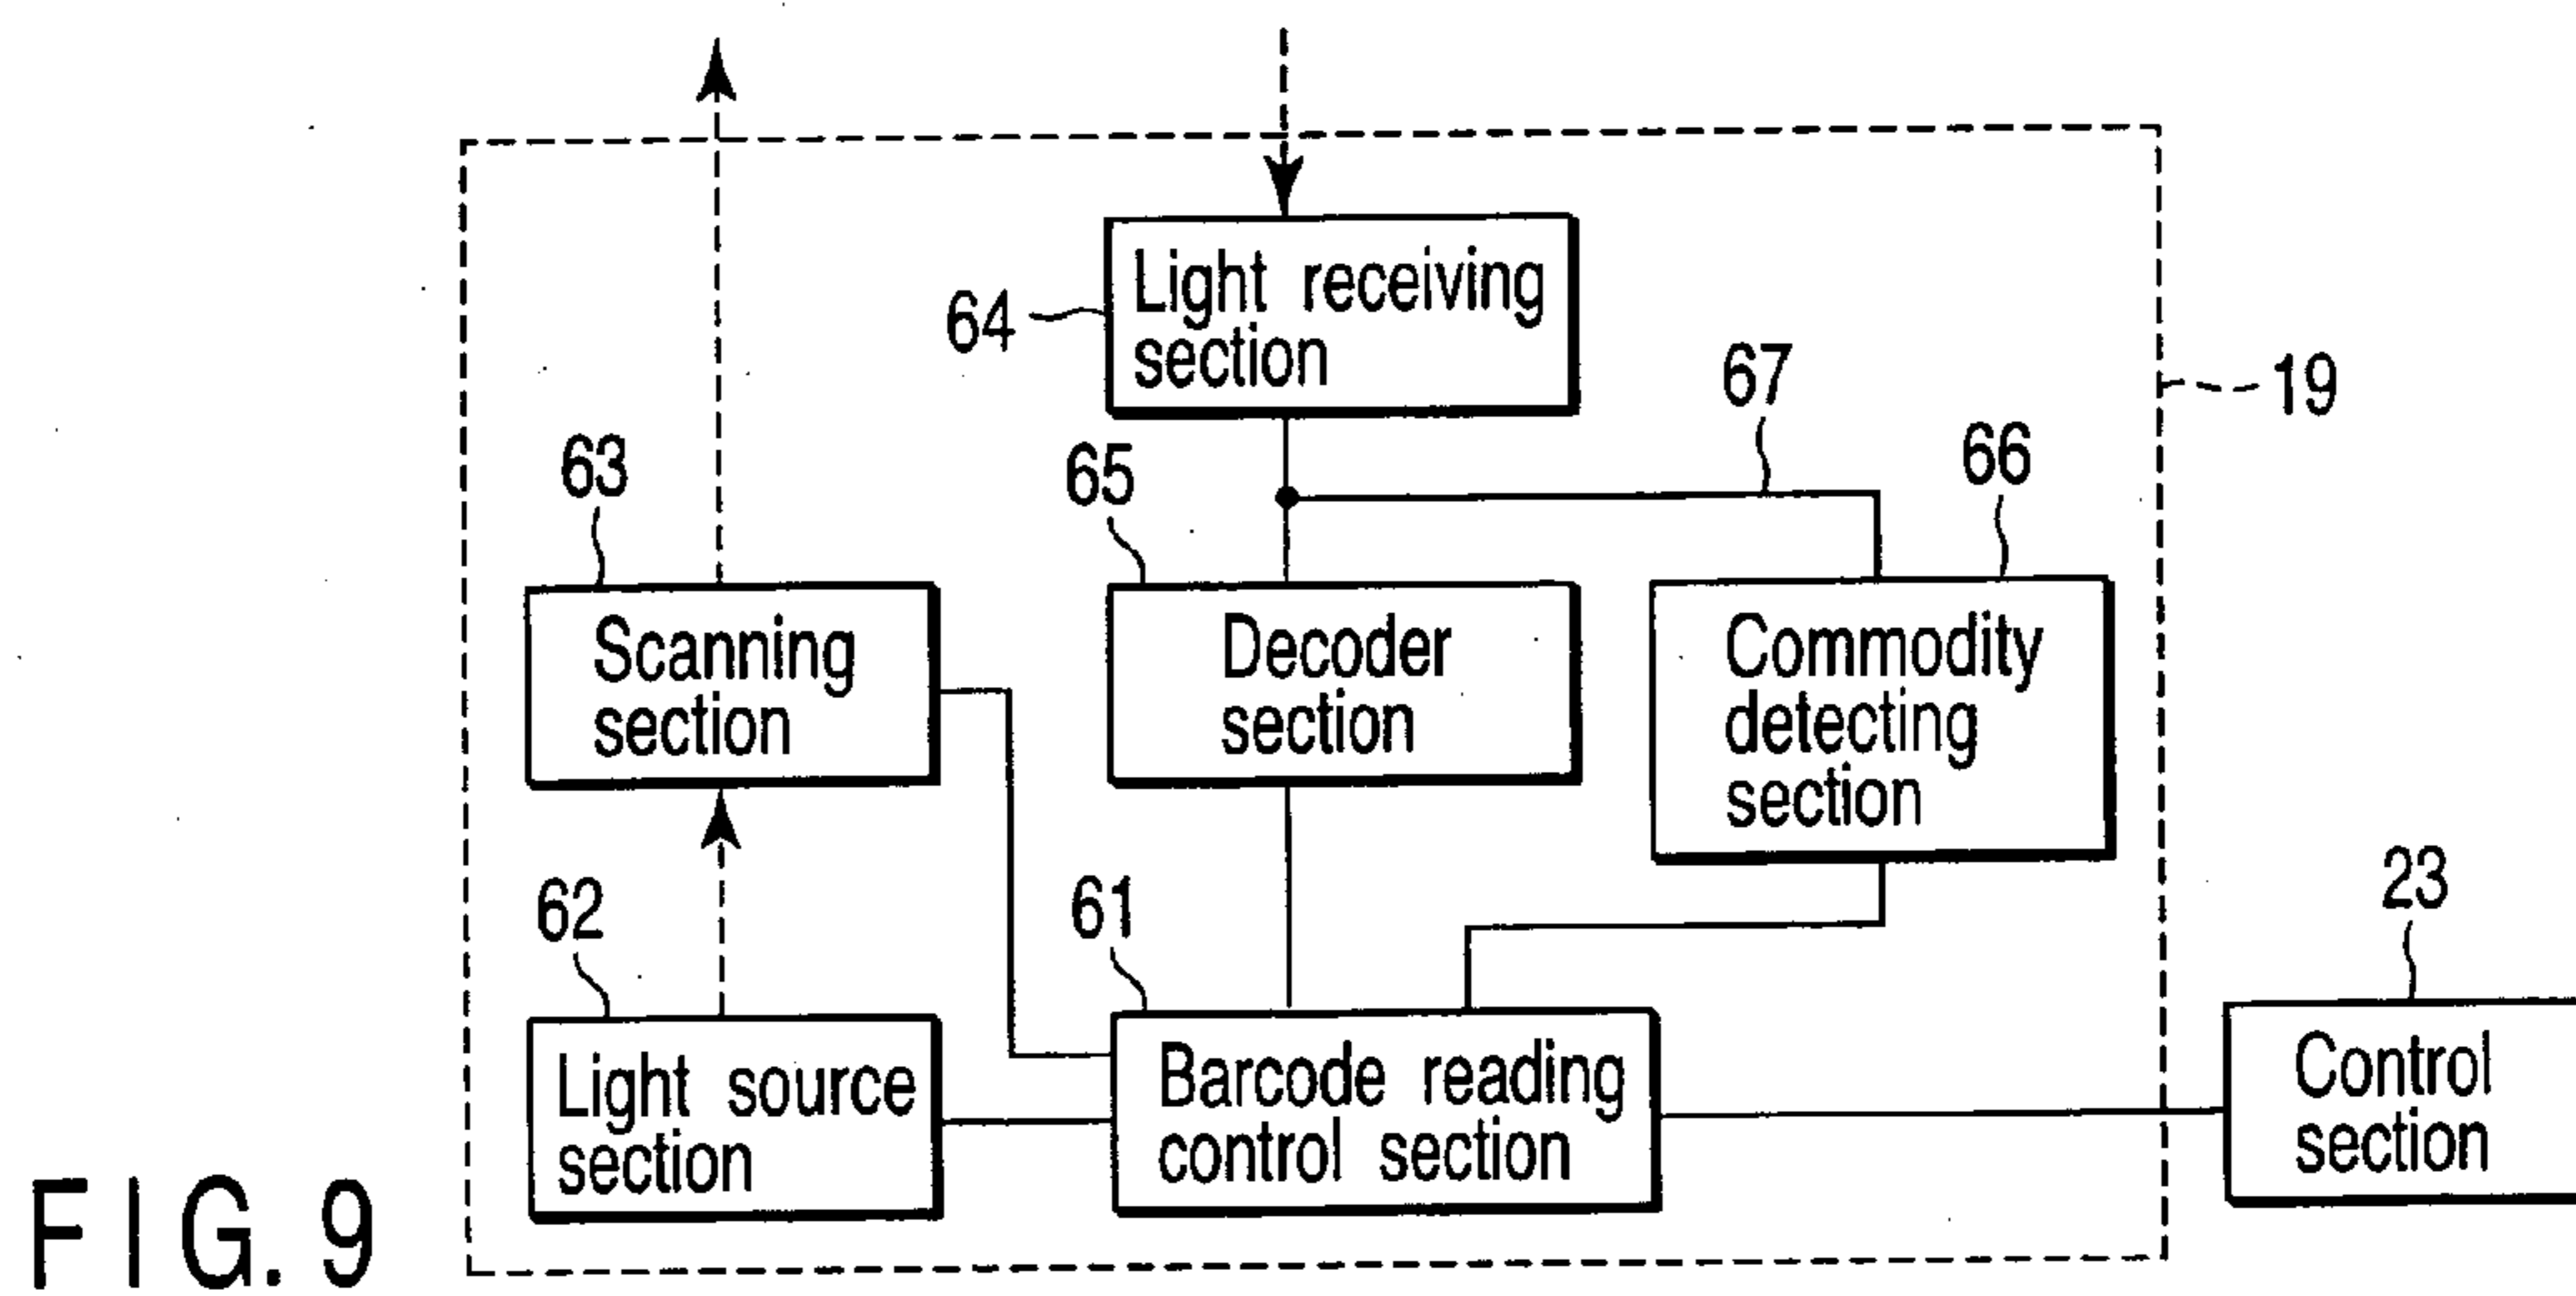 64
Light receiving
section
67
19
63
65
66
Scanning
section
Decoder
section
Commodity
detecting
section
62
61
23
Light source
section
Barcode reading
control section
Control
section
FIG. 9